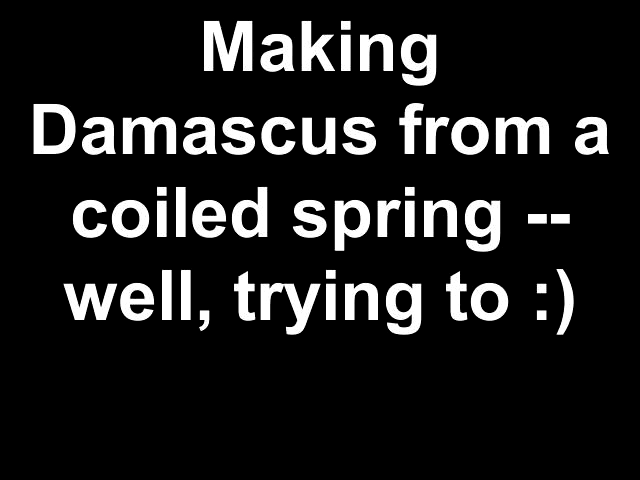 Making
Damascus from a
coiled spring --
well, trying to :)